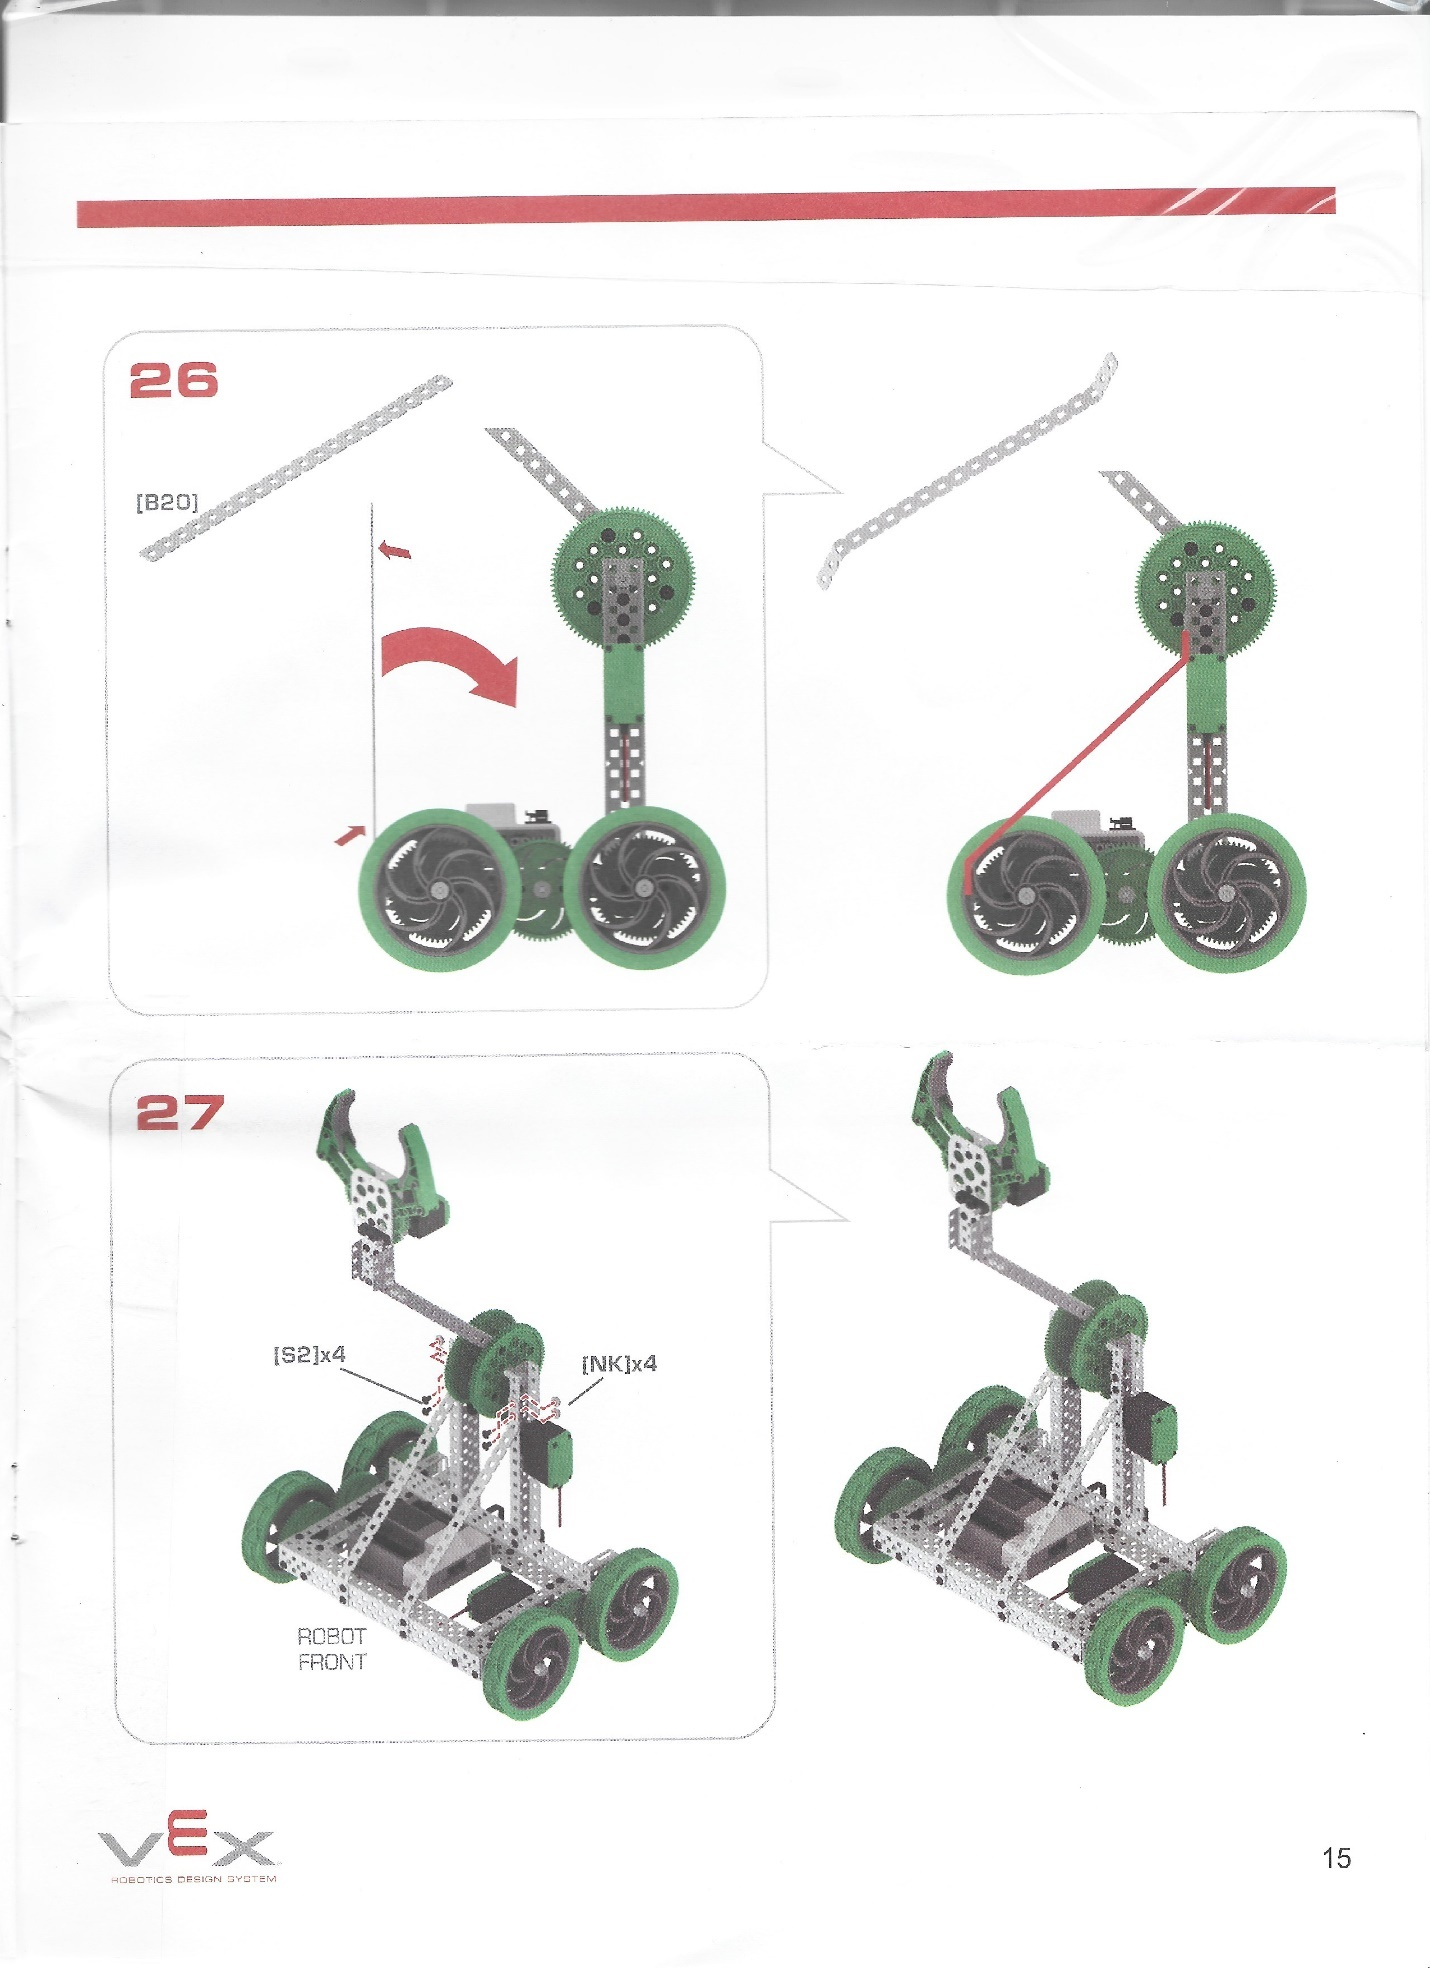 26
[B20]
27
[S2]x4
[NK]x4
ROBOT
FRONT
VEX
ROBOTICS DESIGN SYSTEM
15